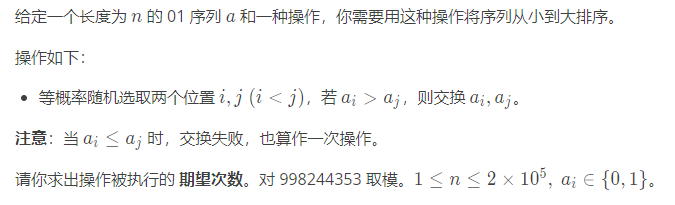 给定一个长度为 n 的 01 序列 a 和一种操作，你需要用这种操作将序列从小到大排序。
操作如下：
• 等概率随机选取两个位置 i, j (i < j)，若 a_i > a_j，则交换 a_i, a_j。
注意：当 a_i ≤ a_j 时，交换失败，也算作一次操作。
请你求出操作被执行的 期望次数。对 998244353 取模。1 ≤ n ≤ 2 × 10^5, a_i ∈ {0, 1}。